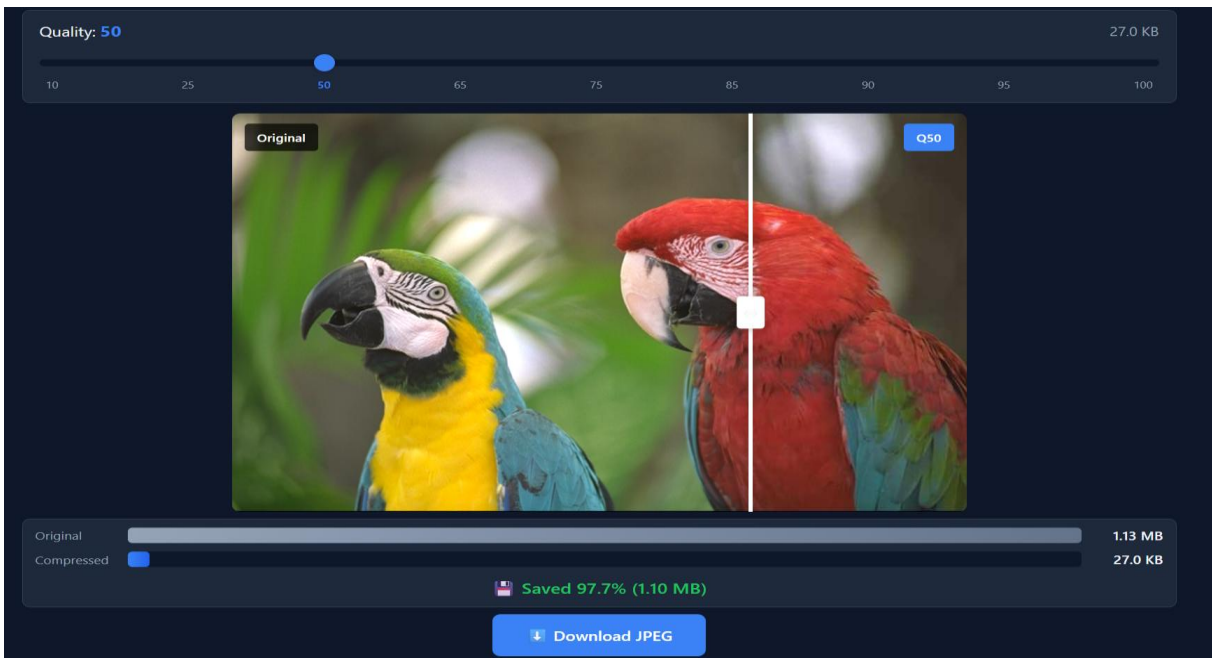 Quality: 50 27.0 KB
10 25 50 65 75 85 90 95 100
Original Q50
Original 1.13 MB
Compressed 27.0 KB
💾 Saved 97.7% (1.10 MB)
⬇️ Download JPEG